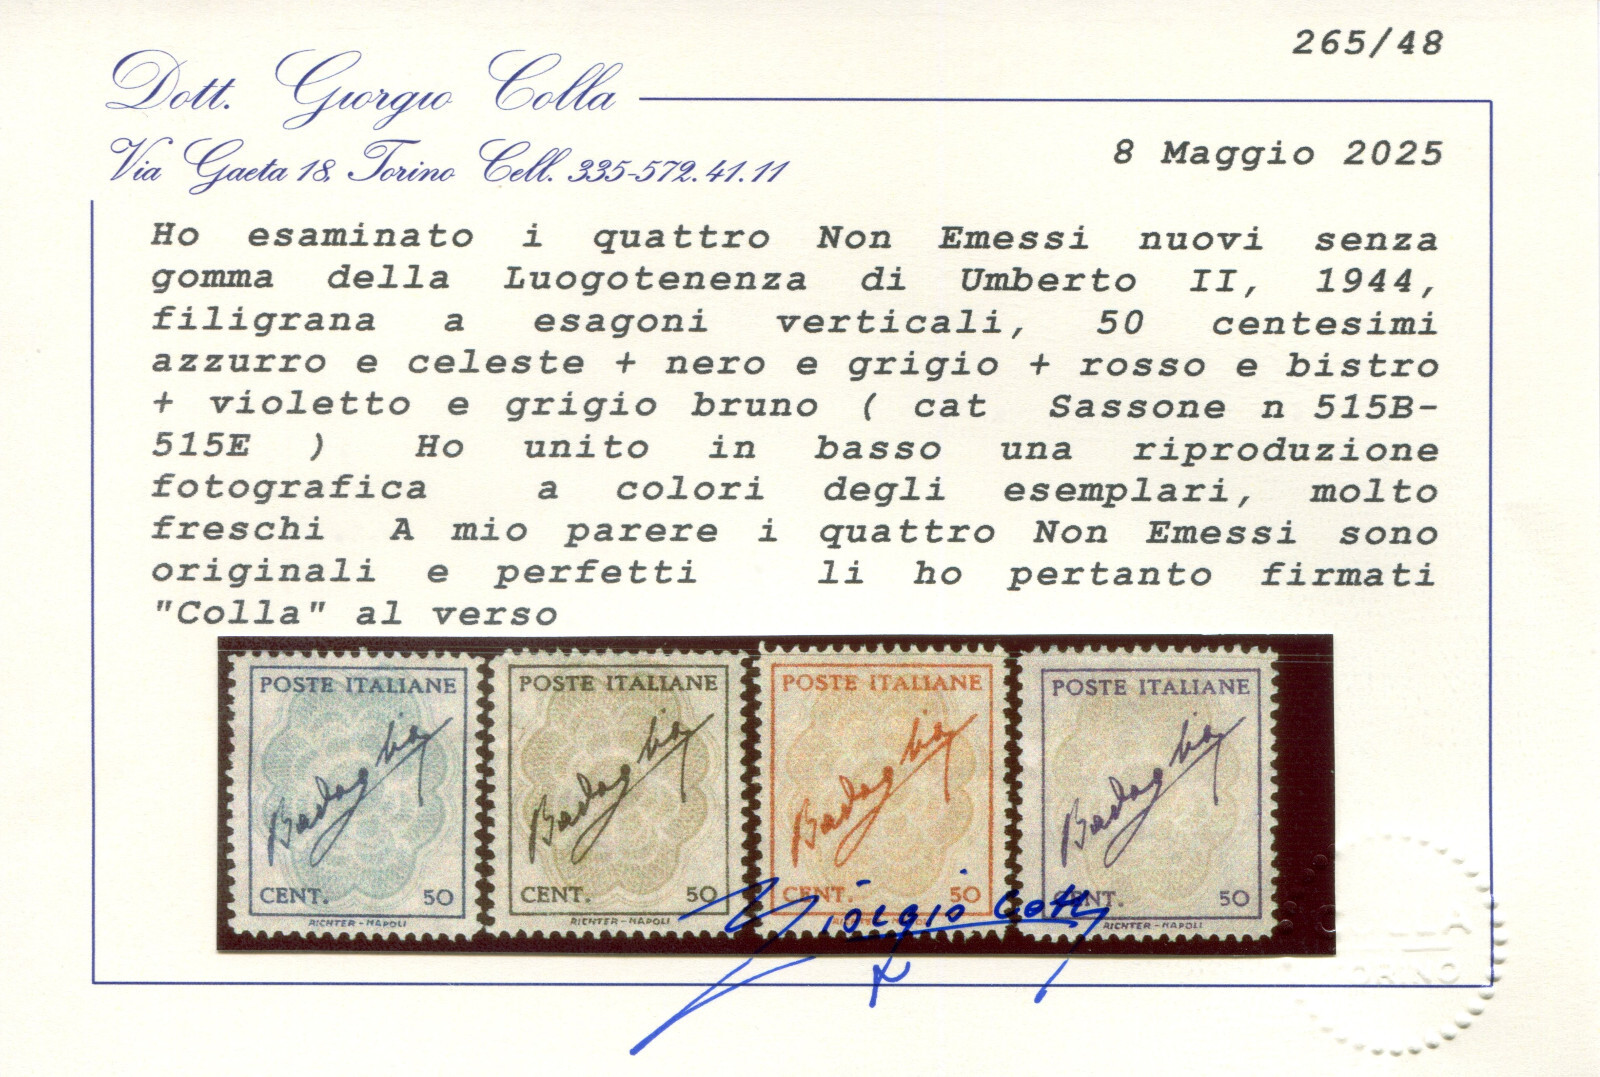 265/48
Dott. Giorgio Colla
Via Gaeta 18, Torino Cell. 335-572.41.11
8 Maggio 2025
Ho esaminato i quattro Non Emessi nuovi senza
gomma della Luogotenenza di Umberto II, 1944,
filigrana a esagoni verticali, 50 centesimi
azzurro e celeste + nero e grigio + rosso e bistro
+ violetto e grigio bruno ( cat Sassone n 515B-
515E ) Ho unito in basso una riproduzione
fotografica a colori degli esemplari, molto
freschi A mio parere i quattro Non Emessi sono
originali e perfetti li ho pertanto firmati
"Colla" al verso
POSTE ITALIANE
Badoglio
CENT. 50
RICHTER-NAPOLI
POSTE ITALIANE
Badoglio
CENT. 50
RICHTER-NAPOLI
POSTE ITALIANE
Badoglio
CENT. 50
POSTE ITALIANE
Badoglio
CENT. 50
RICHTER-NAPOLI
Giorgio Colla